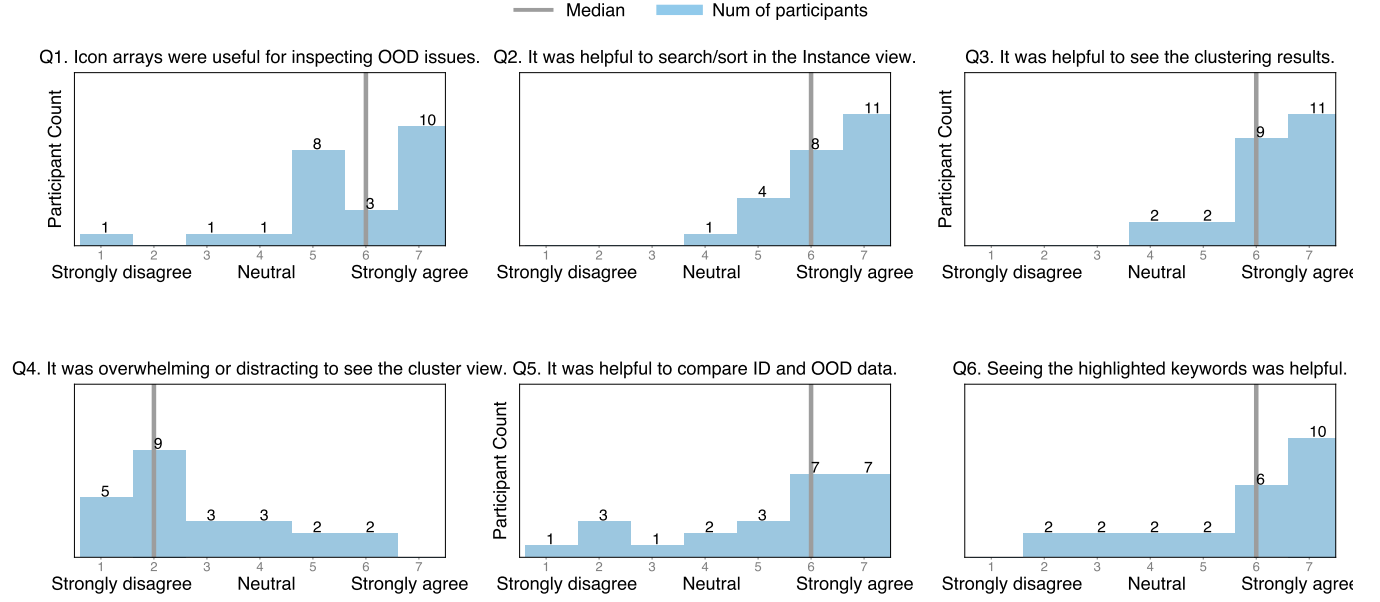 Median Num of participants
Q1. Icon arrays were useful for inspecting OOD issues.
Participant Count
1 1 1 8 3 10
1 2 3 4 5 6 7
Strongly disagree Neutral Strongly agree
Q2. It was helpful to search/sort in the Instance view.
1 4 8 11
1 2 3 4 5 6 7
Strongly disagree Neutral Strongly agree
Q3. It was helpful to see the clustering results.
Participant Count
2 2 9 11
1 2 3 4 5 6 7
Strongly disagree Neutral Strongly agree
Q4. It was overwhelming or distracting to see the cluster view.
5 9 3 3 2 2
1 2 3 4 5 6 7
Strongly disagree Neutral Strongly agree
Q5. It was helpful to compare ID and OOD data.
Participant Count
1 3 1 2 3 7 7
1 2 3 4 5 6 7
Strongly disagree Neutral Strongly agree
Q6. Seeing the highlighted keywords was helpful.
2 2 2 2 6 10
1 2 3 4 5 6 7
Strongly disagree Neutral Strongly agree